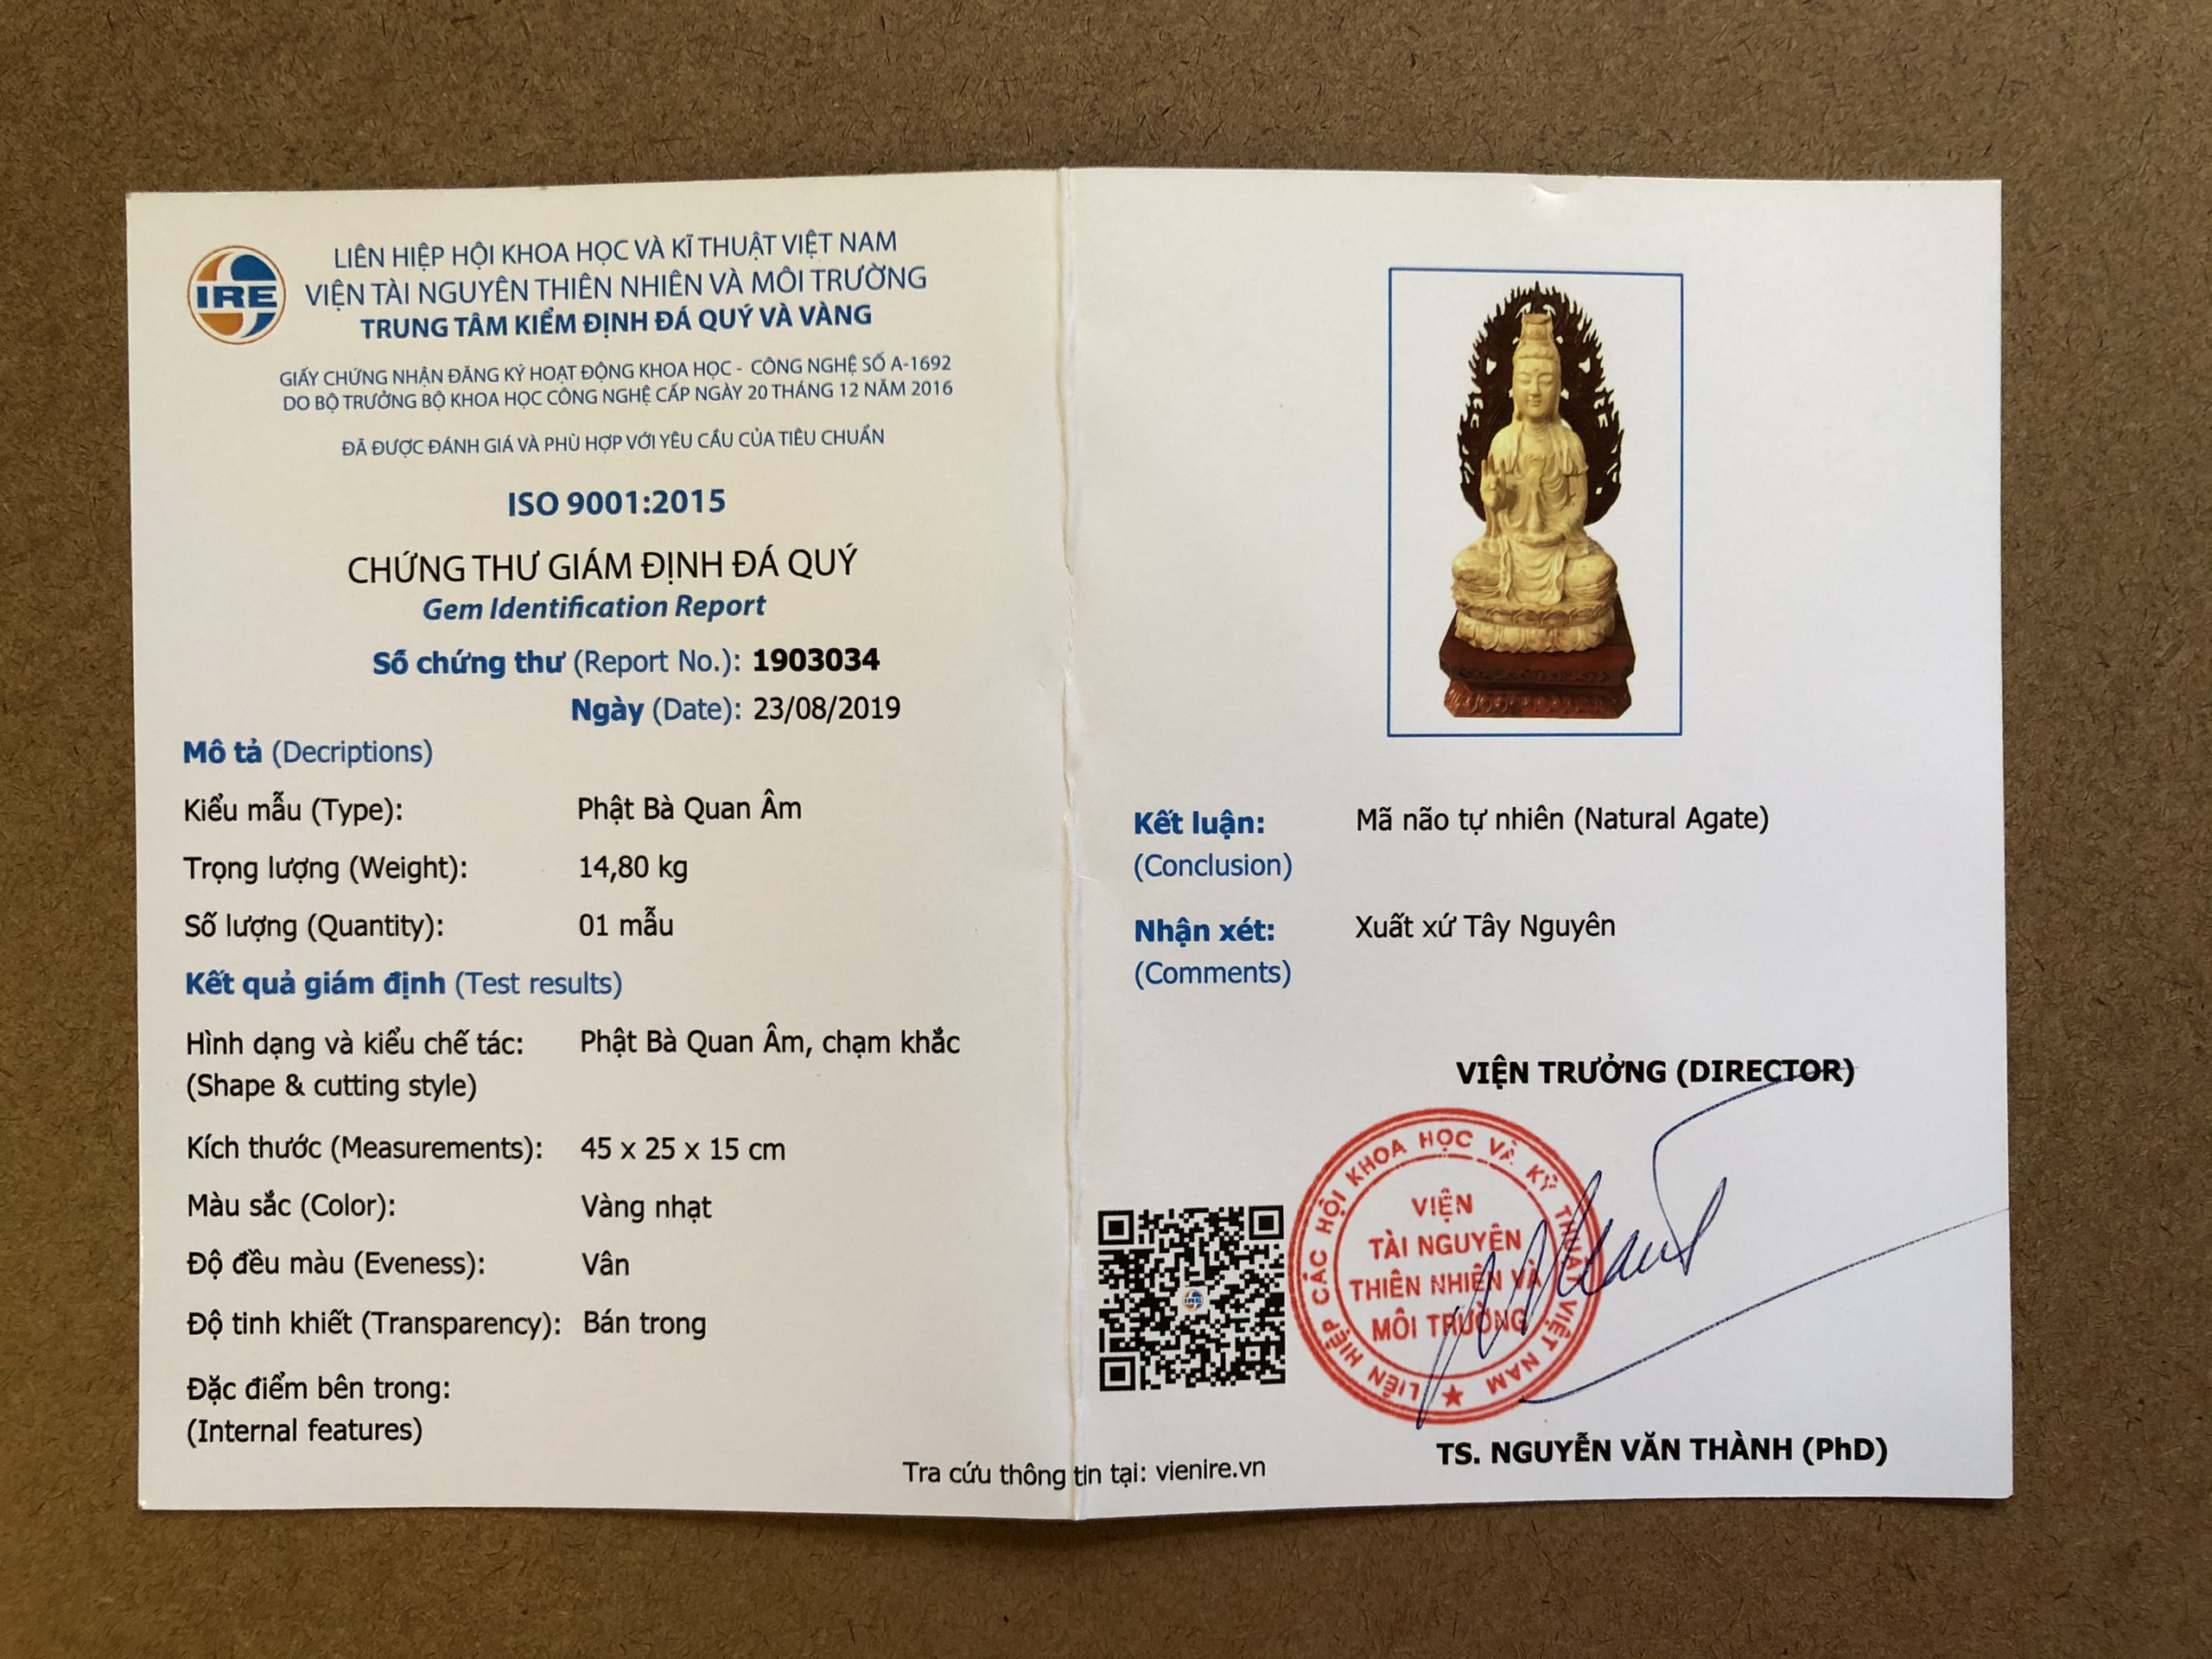 IRE
LIÊN HIỆP HỘI KHOA HỌC VÀ KĨ THUẬT VIỆT NAM
VIỆN TÀI NGUYÊN THIÊN NHIÊN VÀ MÔI TRƯỜNG
TRUNG TÂM KIỂM ĐỊNH ĐÁ QUÝ VÀ VÀNG
GIẤY CHỨNG NHẬN ĐĂNG KÝ HOẠT ĐỘNG KHOA HỌC - CÔNG NGHỆ SỐ A-1692
DO BỘ TRƯỞNG BỘ KHOA HỌC CÔNG NGHỆ CẤP NGÀY 20 THÁNG 12 NĂM 2016
ĐÃ ĐƯỢC ĐÁNH GIÁ VÀ PHÙ HỢP VỚI YÊU CẦU CỦA TIÊU CHUẨN
ISO 9001:2015
CHỨNG THƯ GIÁM ĐỊNH ĐÁ QUÝ
Gem Identification Report
Số chứng thư (Report No.): 1903034
Ngày (Date): 23/08/2019
Mô tả (Decriptions)
Kiểu mẫu (Type): Phật Bà Quan Âm
Trọng lượng (Weight): 14,80 kg
Số lượng (Quantity): 01 mẫu
Kết quả giám định (Test results)
Hình dạng và kiểu chế tác: Phật Bà Quan Âm, chạm khắc
(Shape & cutting style)
Kích thước (Measurements): 45 x 25 x 15 cm
Màu sắc (Color): Vàng nhạt
Độ đều màu (Eveness): Vân
Độ tinh khiết (Transparency): Bán trong
Đặc điểm bên trong:
(Internal features)
Tra cứu thông tin tại: vienire.vn
Kết luận: Mã não tự nhiên (Natural Agate)
(Conclusion)
Nhận xét: Xuất xứ Tây Nguyên
(Comments)
VIỆN TRƯỞNG (DIRECTOR)
IRE
LIÊN HIỆP CÁC HỘI KHOA HỌC VÀ KỸ THUẬT VIỆT NAM
VIỆN
TÀI NGUYÊN
THIÊN NHIÊN VÀ
MÔI TRƯỜNG
TS. NGUYỄN VĂN THÀNH (PhD)